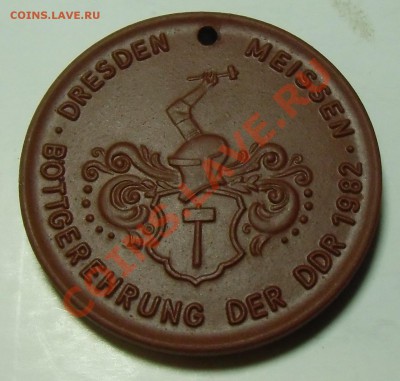 COINS.LAVE.RU
DRESDEN MEISSEN ·
· BÖTTGEREHRUNG DER DDR 1982
COINS.LAVE.RU